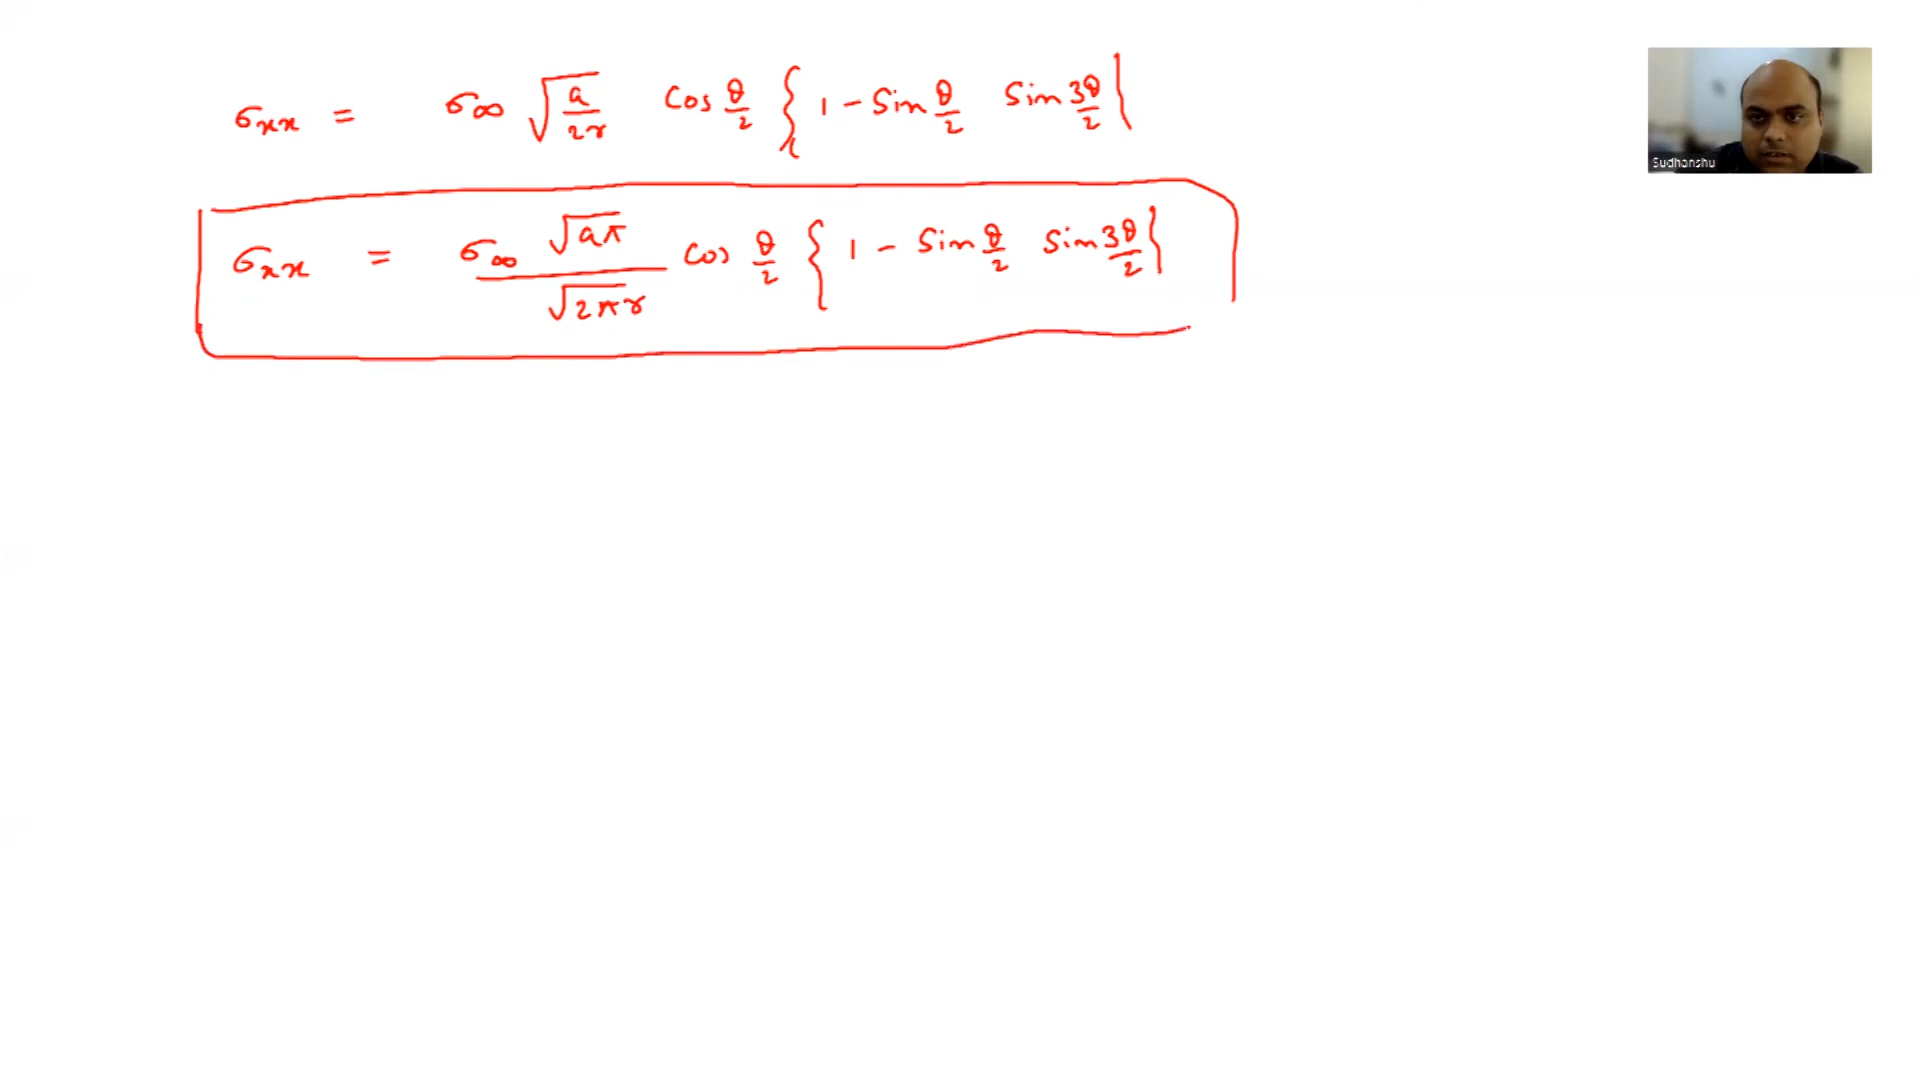 σxx = σ∞ √(a/2r) Cos θ/2 { 1 - Sin θ/2 Sin 3θ/2 }
Sudhanshu
σxx = σ∞ √aπ / √2πr Cos θ/2 { 1 - Sin θ/2 Sin 3θ/2 }